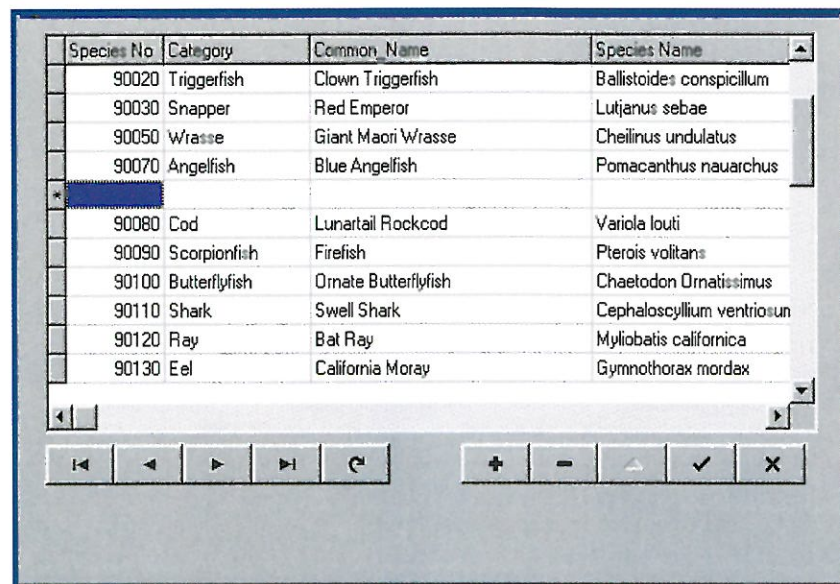 Species No Category Common_Name Species Name
90020 Triggerfish Clown Triggerfish Ballistoides conspicillum
90030 Snapper Red Emperor Lutjanus sebae
90050 Wrasse Giant Maori Wrasse Cheilinus undulatus
90070 Angelfish Blue Angelfish Pomacanthus nauarchus
*
90080 Cod Lunartail Rockcod Variola louti
90090 Scorpionfish Firefish Pterois volitans
90100 Butterflyfish Ornate Butterflyfish Chaetodon Ornatissimus
90110 Shark Swell Shark Cephaloscyllium ventriosum
90120 Ray Bat Ray Myliobatis californica
90130 Eel California Moray Gymnothorax mordax